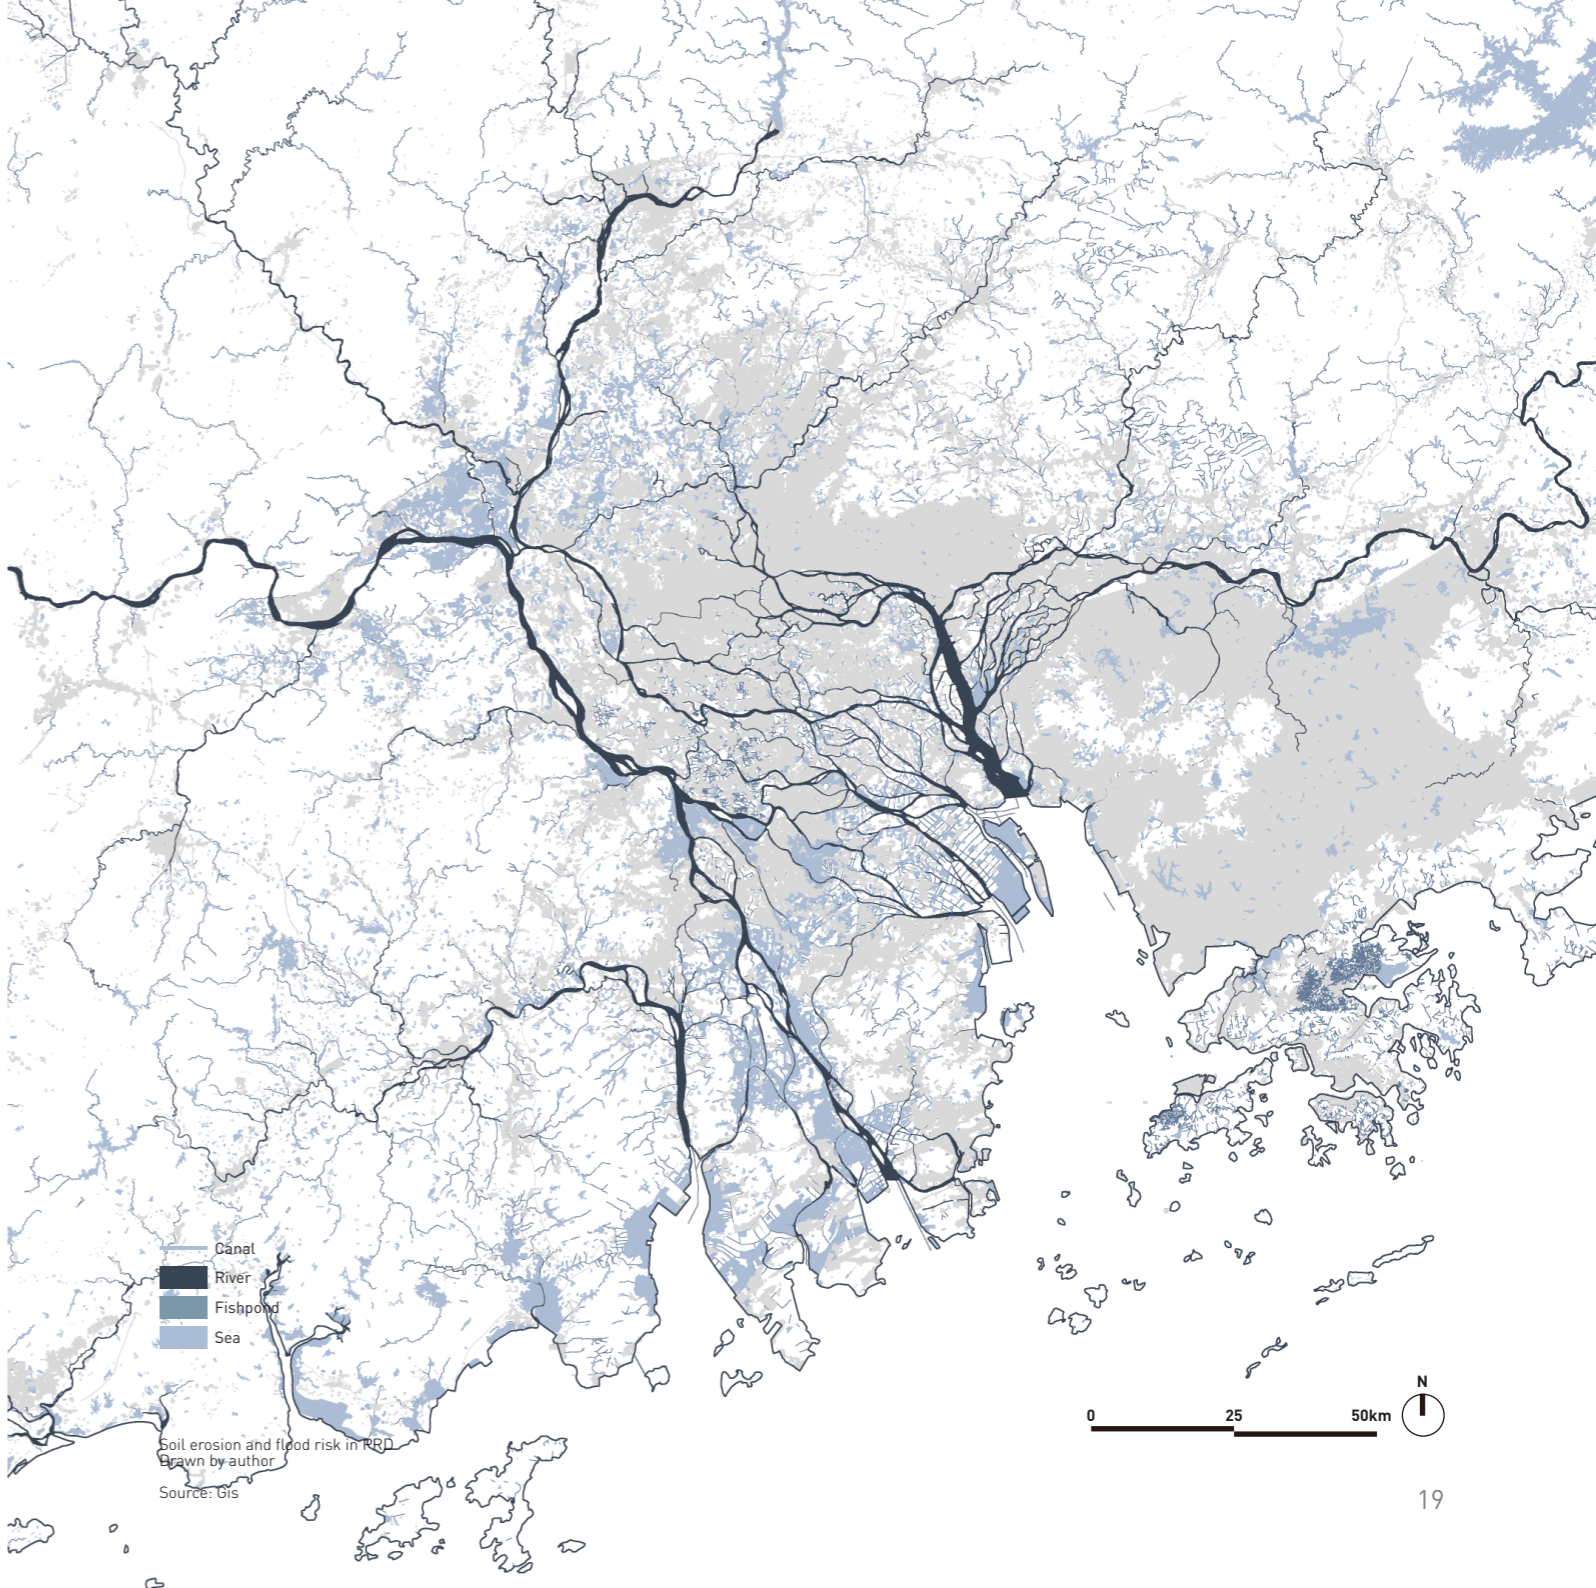 Canal
River
Fishpond
Sea
Soil erosion and flood risk in PRD
Drawn by author
Source: Gis
0 25 50km
N
19